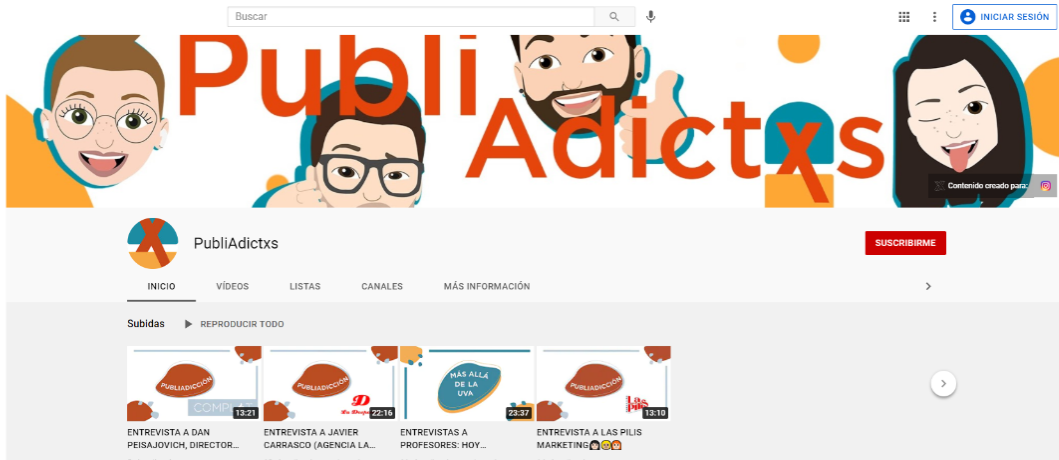 Buscar
INICIAR SESIÓN
Publi
Adictxs
Contenido creado para:
PubliAdictxs
SUSCRIBIRME
INICIO VÍDEOS LISTAS CANALES MÁS INFORMACIÓN
Subidas REPRODUCIR TODO
PUBLIADICCIÓN
13:21
PUBLIADICCIÓN
D
22:16
MÁS ALLÁ
DE LA
UVA
23:37
PUBLIADICCIÓN
Las
pilis
13:10
ENTREVISTA A DAN
PEISAJOVICH, DIRECTOR...
ENTREVISTA A JAVIER
CARRASCO (AGENCIA LA...
ENTREVISTAS A
PROFESORES: HOY...
ENTREVISTA A LAS PILIS
MARKETING👩🏻🤓👩🏼‍🦰